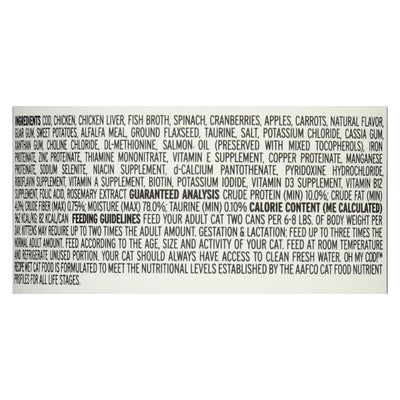 INGREDIENTS COD, CHICKEN, CHICKEN LIVER, FISH BROTH, SPINACH, CRANBERRIES, APPLES, CARROTS, NATURAL FLAVOR,
GUAR GUM, SWEET POTATOES, ALFALFA MEAL, GROUND FLAXSEED, TAURINE, SALT, POTASSIUM CHLORIDE, CASSIA GUM,
XANTHAN GUM, CHOLINE CHLORIDE, DL-METHIONINE, SALMON OIL (PRESERVED WITH MIXED TOCOPHEROLS), IRON
PROTEINATE, ZINC PROTEINATE, THIAMINE MONONITRATE, VITAMIN E SUPPLEMENT, COPPER PROTEINATE, MANGANESE
PROTEINATE, SODIUM SELENITE, NIACIN SUPPLEMENT, d-CALCIUM PANTOTHENATE, PYRIDOXINE HYDROCHLORIDE,
RIBOFLAVIN SUPPLEMENT, VITAMIN A SUPPLEMENT, BIOTIN, POTASSIUM IODIDE, VITAMIN D3 SUPPLEMENT, VITAMIN B12
SUPPLEMENT, FOLIC ACID, ROSEMARY EXTRACT GUARANTEED ANALYSIS CRUDE PROTEIN (MIN) 10.0%; CRUDE FAT (MIN)
CRUDE FIBER (MAX) 0.75%; MOISTURE (MAX) 78.0%; TAURINE (MIN) 0.10% CALORIE CONTENT (ME CALCULATED)
KCAL/KG; 82 KCAL/CAN FEEDING GUIDELINES FEED YOUR ADULT CAT TWO CANS PER 6-8 LBS. OF BODY WEIGHT PER
DAY. KITTENS MAY REQUIRE UP TO TWO TIMES THE ADULT AMOUNT. GESTATION & LACTATION: FEED UP TO THREE TIMES THE
NORMAL ADULT AMOUNT. FEED ACCORDING TO THE AGE, SIZE AND ACTIVITY OF YOUR CAT. FEED AT ROOM TEMPERATURE
AND REFRIGERATE UNUSED PORTION. YOUR CAT SHOULD ALWAYS HAVE ACCESS TO CLEAN FRESH WATER. OH MY COD!
RECIPE WET CAT FOOD IS FORMULATED TO MEET THE NUTRITIONAL LEVELS ESTABLISHED BY THE AAFCO CAT FOOD NUTRIENT
PROFILES FOR ALL LIFE STAGES.